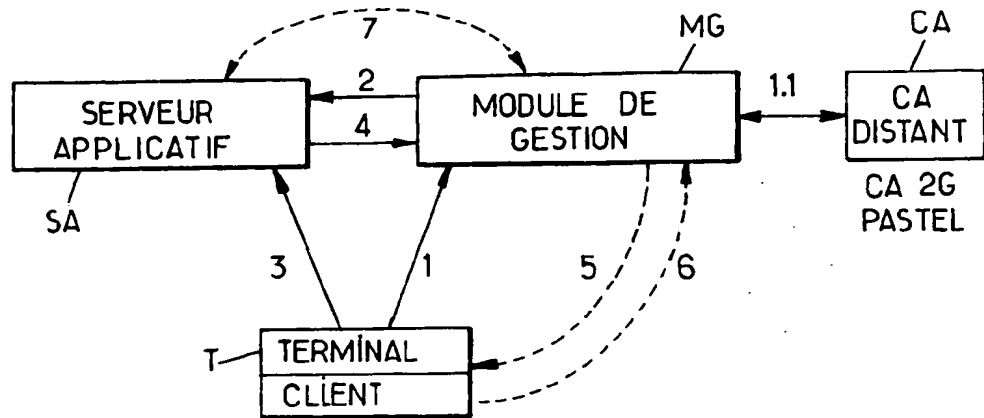 7
MG
CA
2
1.1
SERVEUR
APPLICATIF
MODULE DE
GESTION
CA
DISTANT
4
SA
CA 2G
PASTEL
3
1
5
6
T
TERMINAL
CLIENT